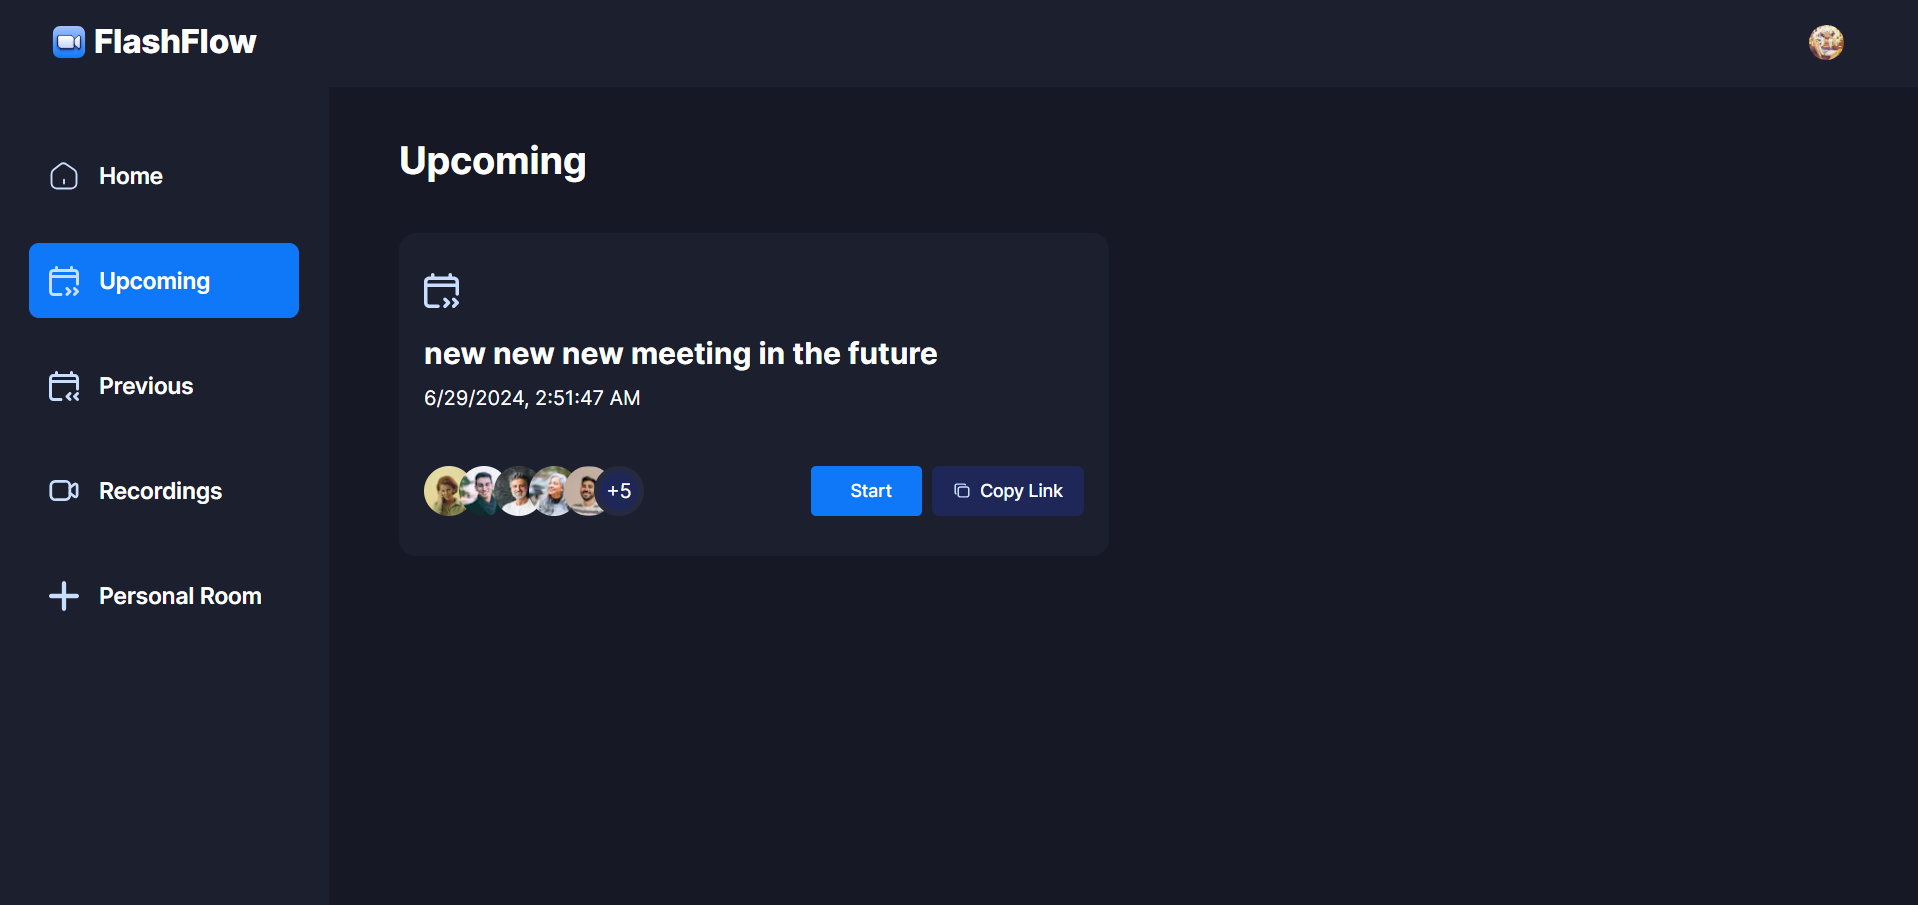 FlashFlow
Home
Upcoming
Previous
Recordings
Personal Room
Upcoming
new new new meeting in the future
6/29/2024, 2:51:47 AM
+5
Start
Copy Link